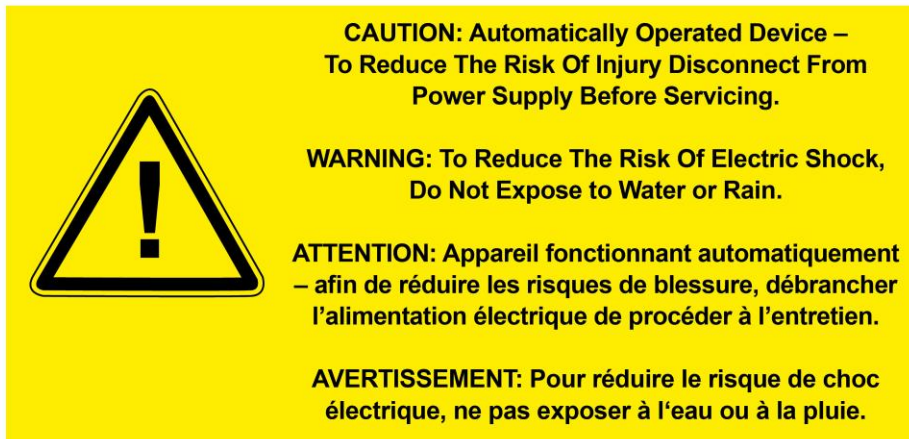 CAUTION: Automatically Operated Device –
To Reduce The Risk Of Injury Disconnect From
Power Supply Before Servicing.
WARNING: To Reduce The Risk Of Electric Shock,
Do Not Expose to Water or Rain.
ATTENTION: Appareil fonctionnant automatiquement
– afin de réduire les risques de blessure, débrancher
l’alimentation électrique de procéder à l’entretien.
AVERTISSEMENT: Pour réduire le risque de choc
électrique, ne pas exposer à l‘eau ou à la pluie.